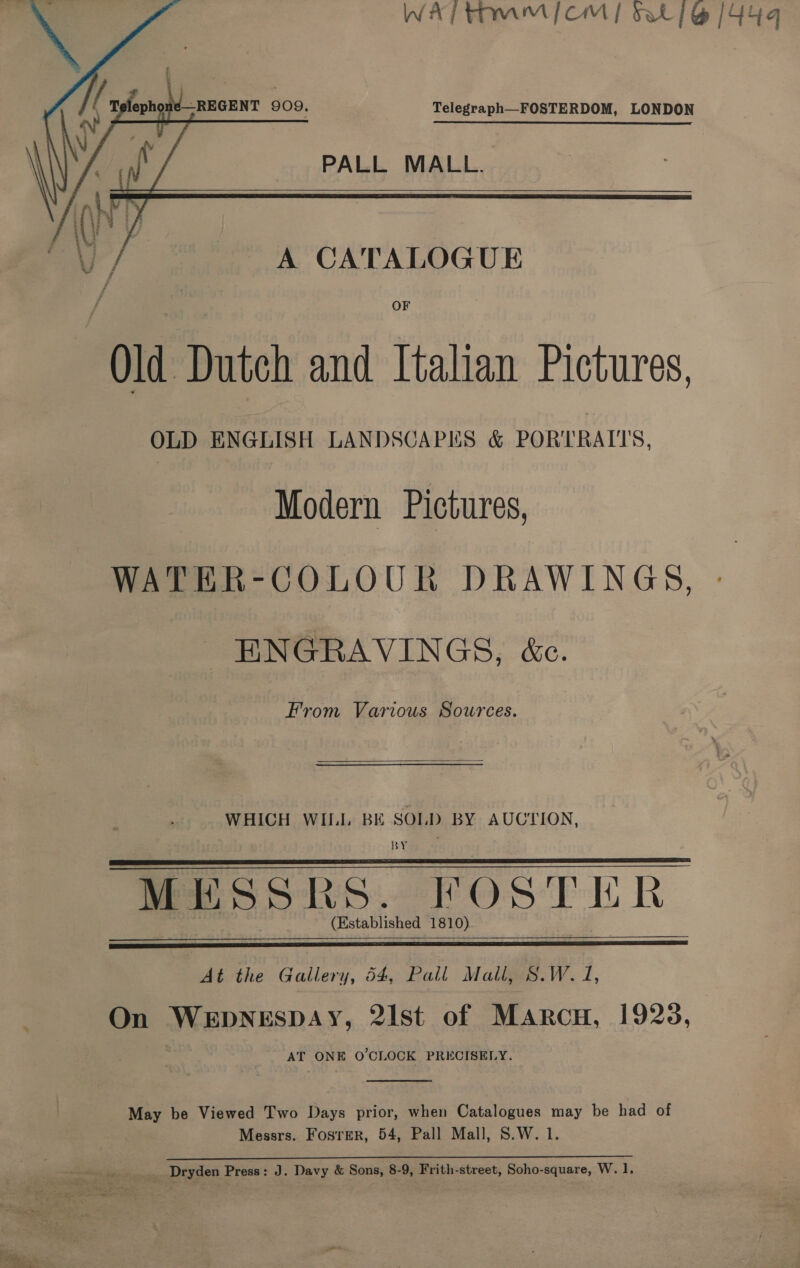 Telephone—REGENT 909. Telegraph—FOSTERDOM, LONDON
PALL MALL.
A CATALOGUE
OF
Old Dutch and Italian Pictures,
OLD ENGLISH LANDSCAPES & PORTRAITS,
Modern Pictures,
WATER-COLOUR DRAWINGS,
ENGRAVINGS, &c.
From Various Sources.
WHICH WILL BE SOLD BY AUCTION,
BY
MESSRS. FOSTER
(Established 1810)
At the Gallery, 54, Pall Mall, S.W. 1,
On WEDNESDAY, 21st of MARCH, 1923,
AT ONE O'CLOCK PRECISELY.
May be Viewed Two Days prior, when Catalogues may be had of
Messrs. FOSTER, 54, Pall Mall, S.W. 1.
Dryden Press: J. Davy & Sons, 8-9, Frith-street, Soho-square, W. 1.